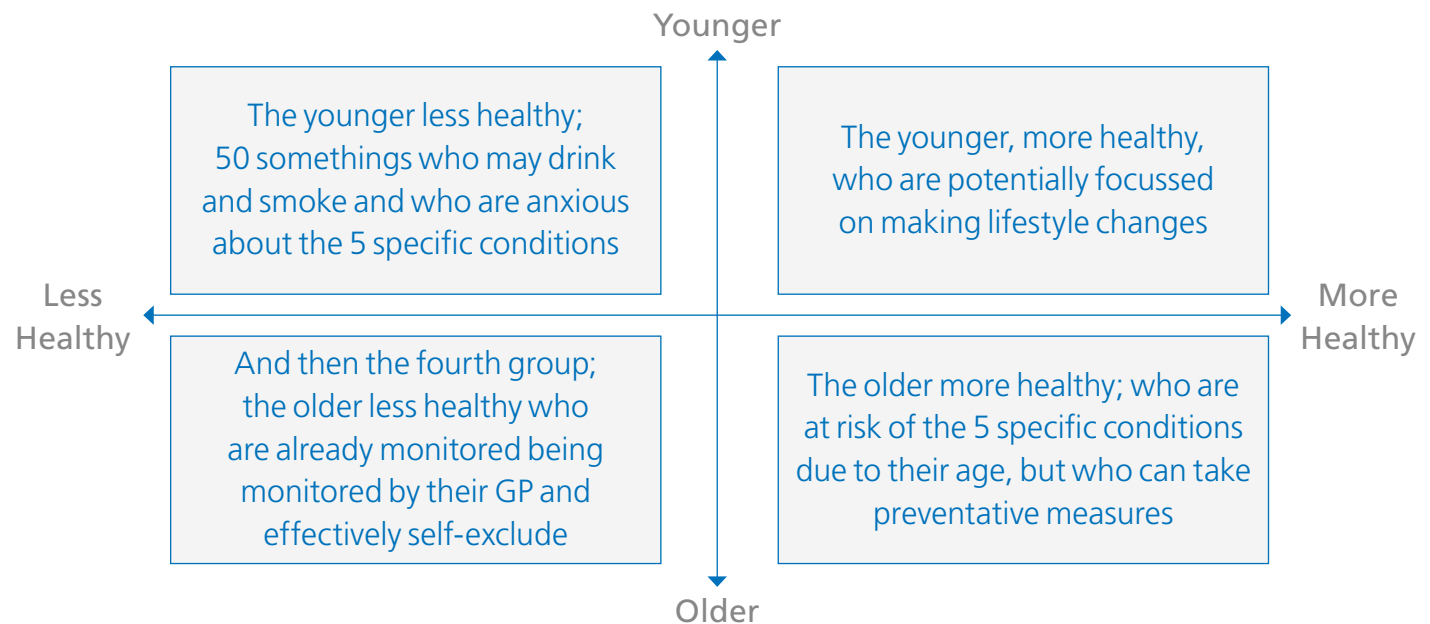 Younger
The younger less healthy;
50 somethings who may drink
and smoke and who are anxious
about the 5 specific conditions
The younger, more healthy,
who are potentially focussed
on making lifestyle changes
Less
Healthy
More
Healthy
And then the fourth group;
the older less healthy who
are already monitored being
monitored by their GP and
effectively self-exclude
The older more healthy; who are
at risk of the 5 specific conditions
due to their age, but who can take
preventative measures
Older